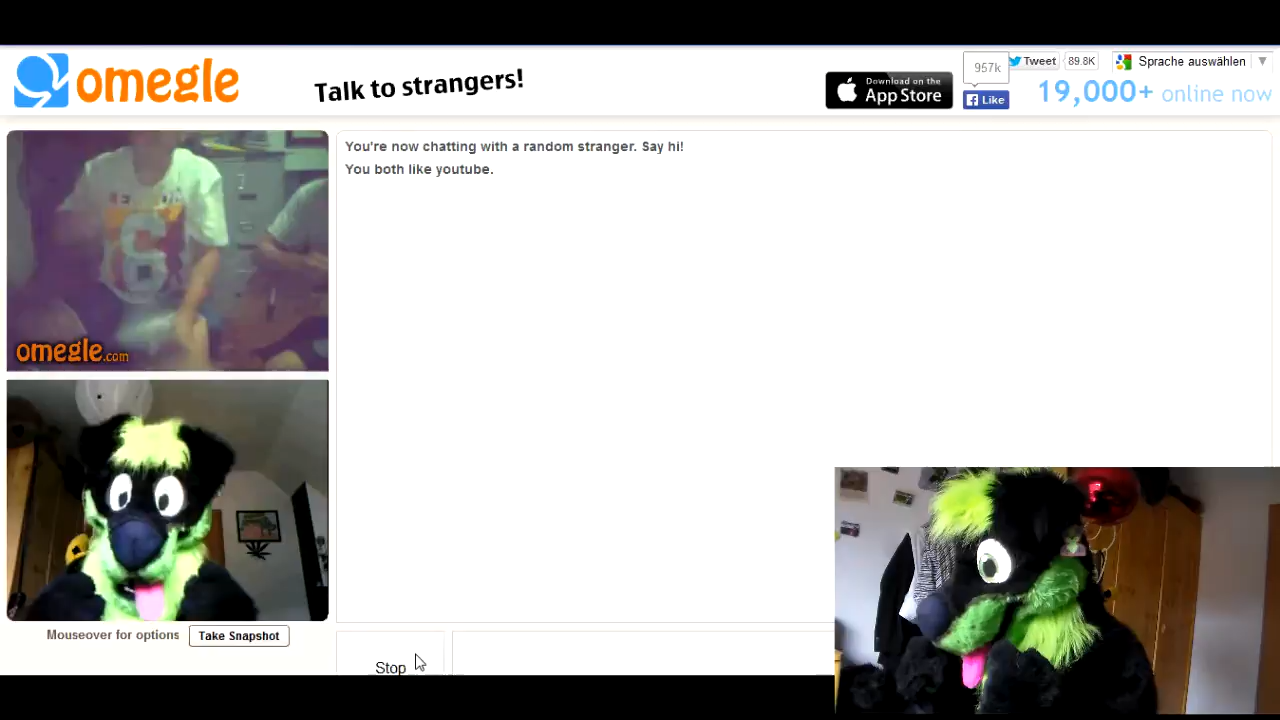 omegle
Talk to strangers!
Download on the
App Store
957k
Like
Tweet
89.8K
Sprache auswählen
19,000+ online now
You're now chatting with a random stranger. Say hi!
You both like youtube.
6
omegle.com
Mouseover for options
Take Snapshot
Stop